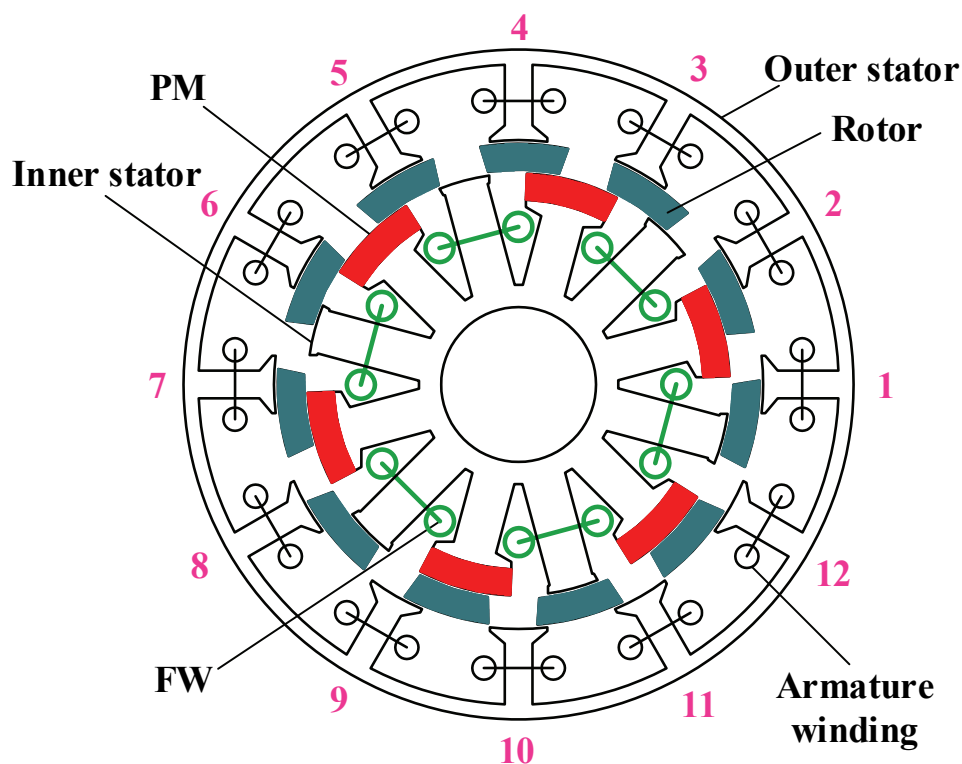 4
5
3
Outer stator
PM
Rotor
Inner stator
6
2
7
1
8
12
FW
9
11
Armature
winding
10